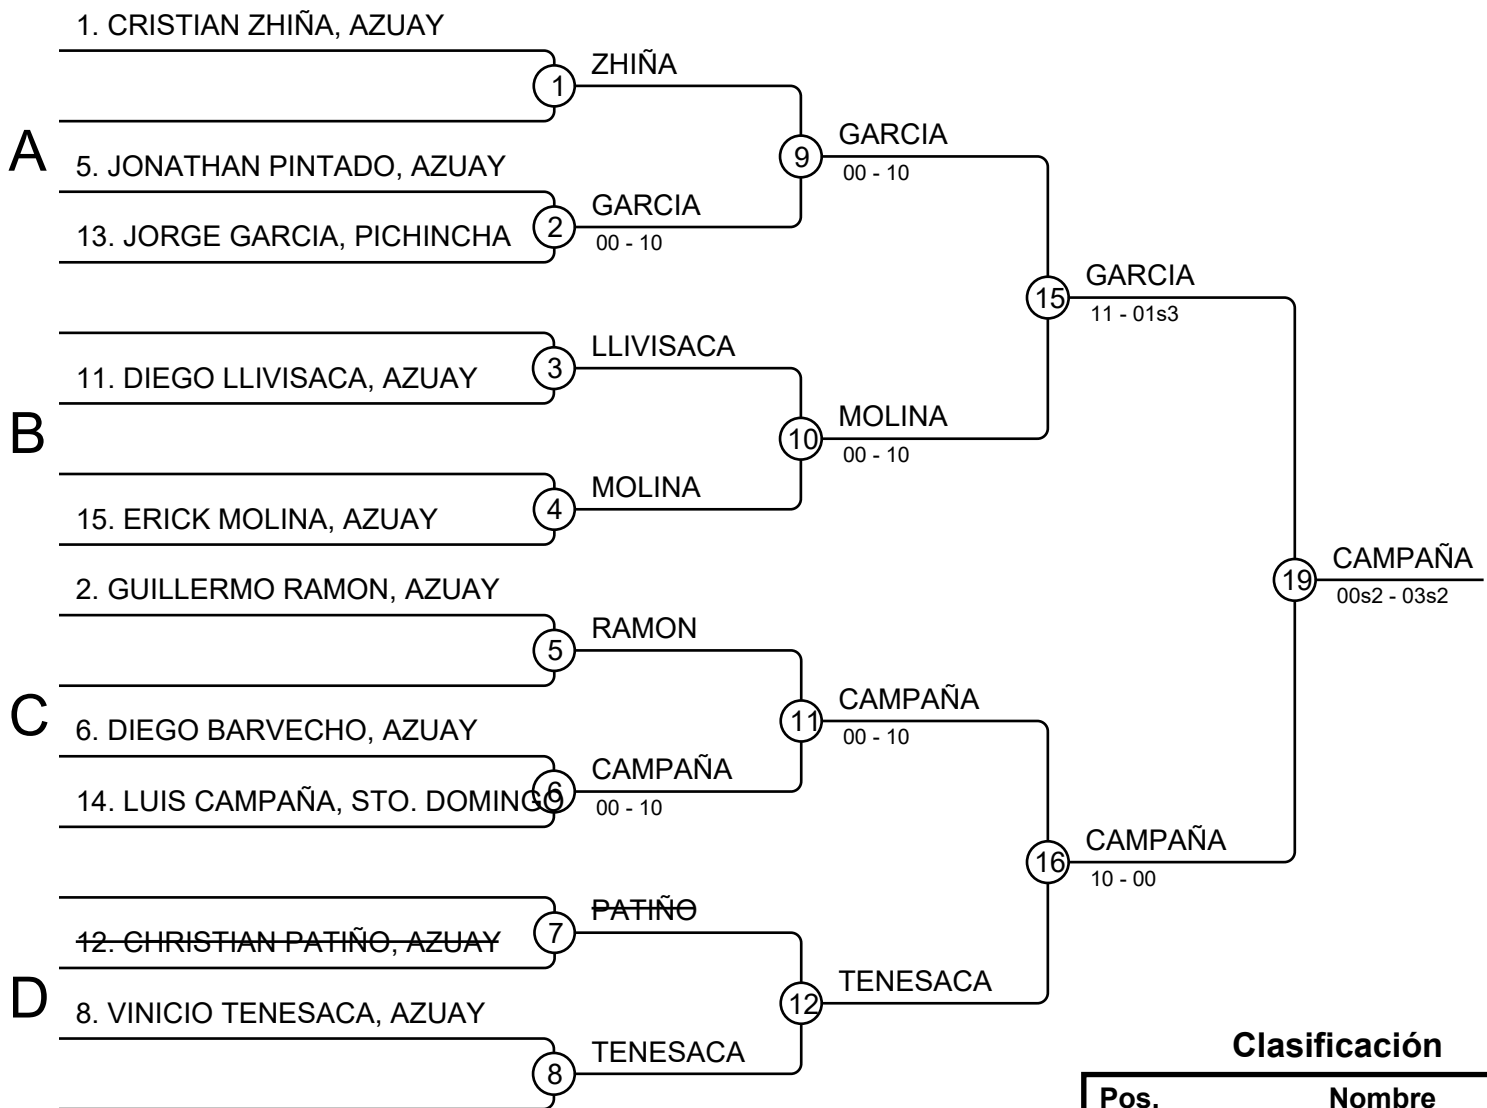 1. CRISTIAN ZHIÑA, AZUAY
1
ZHIÑA
A
5. JONATHAN PINTADO, AZUAY
13. JORGE GARCIA, PICHINCHA
2
GARCIA
00 - 10
9
GARCIA
00 - 10
3
LLIVISACA
11. DIEGO LLIVISACA, AZUAY
B
10
MOLINA
00 - 10
4
MOLINA
15. ERICK MOLINA, AZUAY
15
GARCIA
11 - 01s3
2. GUILLERMO RAMON, AZUAY
5
RAMON
C
6. DIEGO BARVECHO, AZUAY
14. LUIS CAMPAÑA, STO. DOMINGO
6
CAMPAÑA
00 - 10
11
CAMPAÑA
00 - 10
7
PATIÑO
12. CHRISTIAN PATIÑO, AZUAY
D
8. VINICIO TENESACA, AZUAY
12
TENESACA
8
TENESACA
16
CAMPAÑA
10 - 00
19
CAMPAÑA
00s2 - 03s2
Clasificación
Pos. Nombre